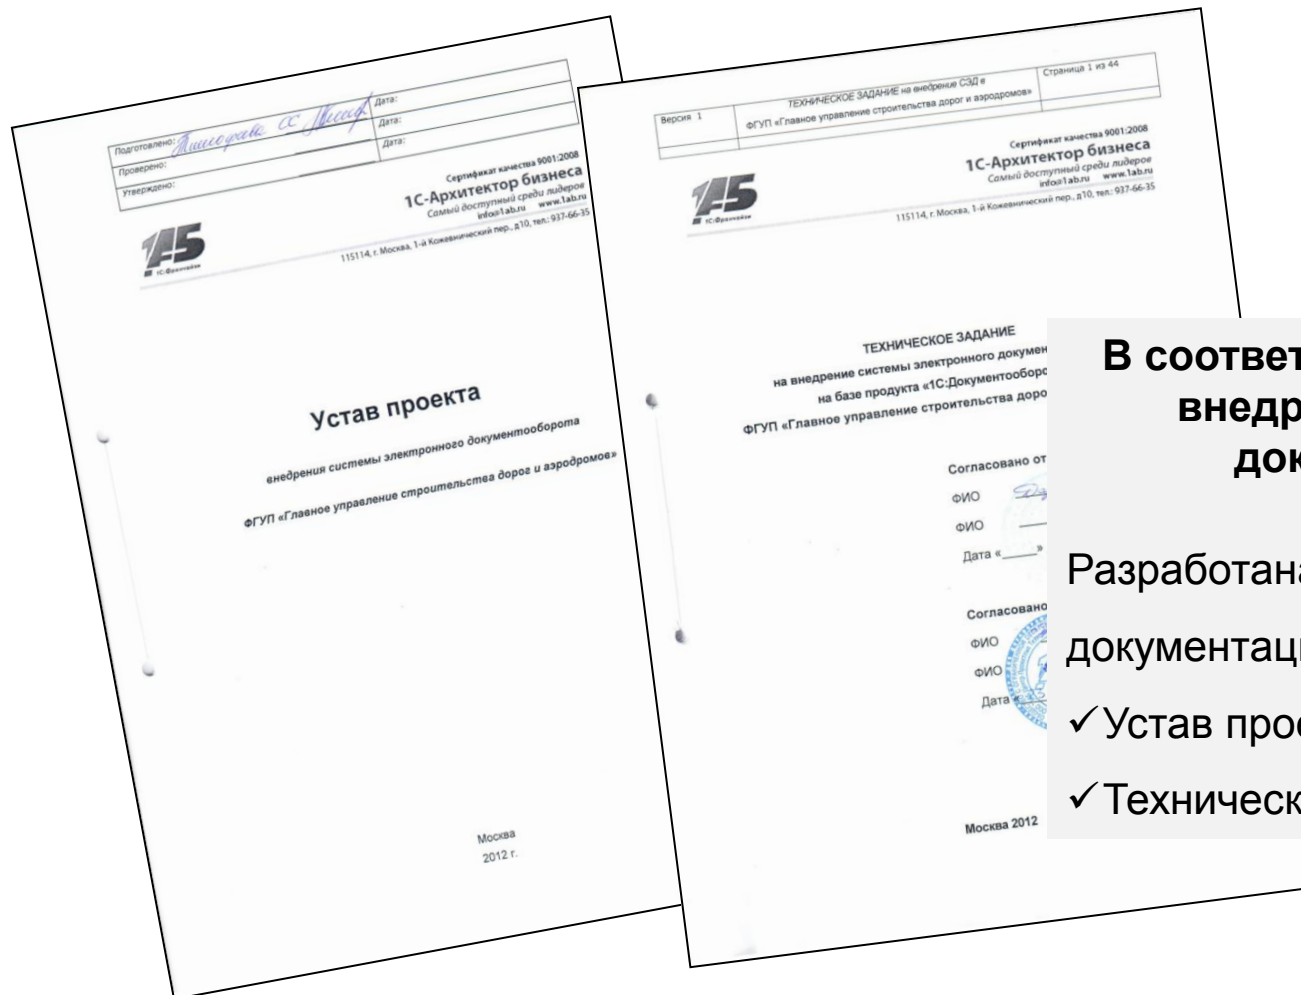 Подготовлено:
Дата:
Проверено:
Дата:
Утверждено:
Дата:
Сертификат качества 9001:2008
1С-Архитектор бизнеса
Самый доступный среди лидеров
info@1ab.ru www.1ab.ru
115114, г. Москва, 1-й Кожевнический пер., д10, тел.: 937-66-35
1С:Франчайзи
Устав проекта
внедрения системы электронного документооборота
ФГУП «Главное управление строительства дорог и аэродромов»
Москва
2012 г.
Версия 1
ТЕХНИЧЕСКОЕ ЗАДАНИЕ на внедрение СЭД в
ФГУП «Главное управление строительства дорог и аэродромов»
Страница 1 из 44
Сертификат качества 9001:2008
1С-Архитектор бизнеса
Самый доступный среди лидеров
info@1ab.ru www.1ab.ru
115114, г. Москва, 1-й Кожевнический пер., д10, тел.: 937-66-35
1С:Франчайзи
ТЕХНИЧЕСКОЕ ЗАДАНИЕ
на внедрение системы электронного докумен
на базе продукта «1С:Документооборо
ФГУП «Главное управление строительства доро
Согласовано от
ФИО
ФИО
Дата «_____»
Согласовано
ФИО
ФИО
Дата «
Москва 2012
В соответ
внедр
док
Разработана
документаци
✓Устав прое
✓Техническ